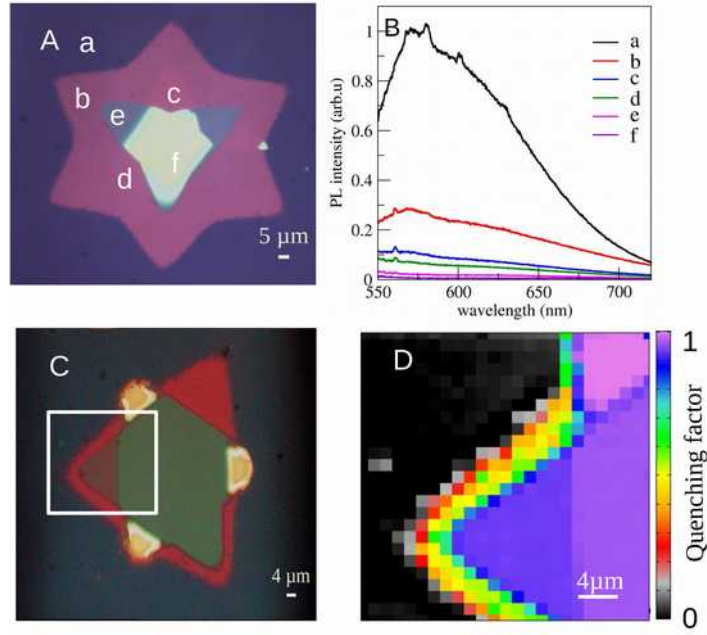 A a
b
c
e
d
f
5 µm
B
PL intensity (arb.u)
1
0.8
0.6
0.4
0.2
0
550
600
650
700
wavelength (nm)
a
b
c
d
e
f
C
4 µm
D
4µm
1
0
Quenching factor